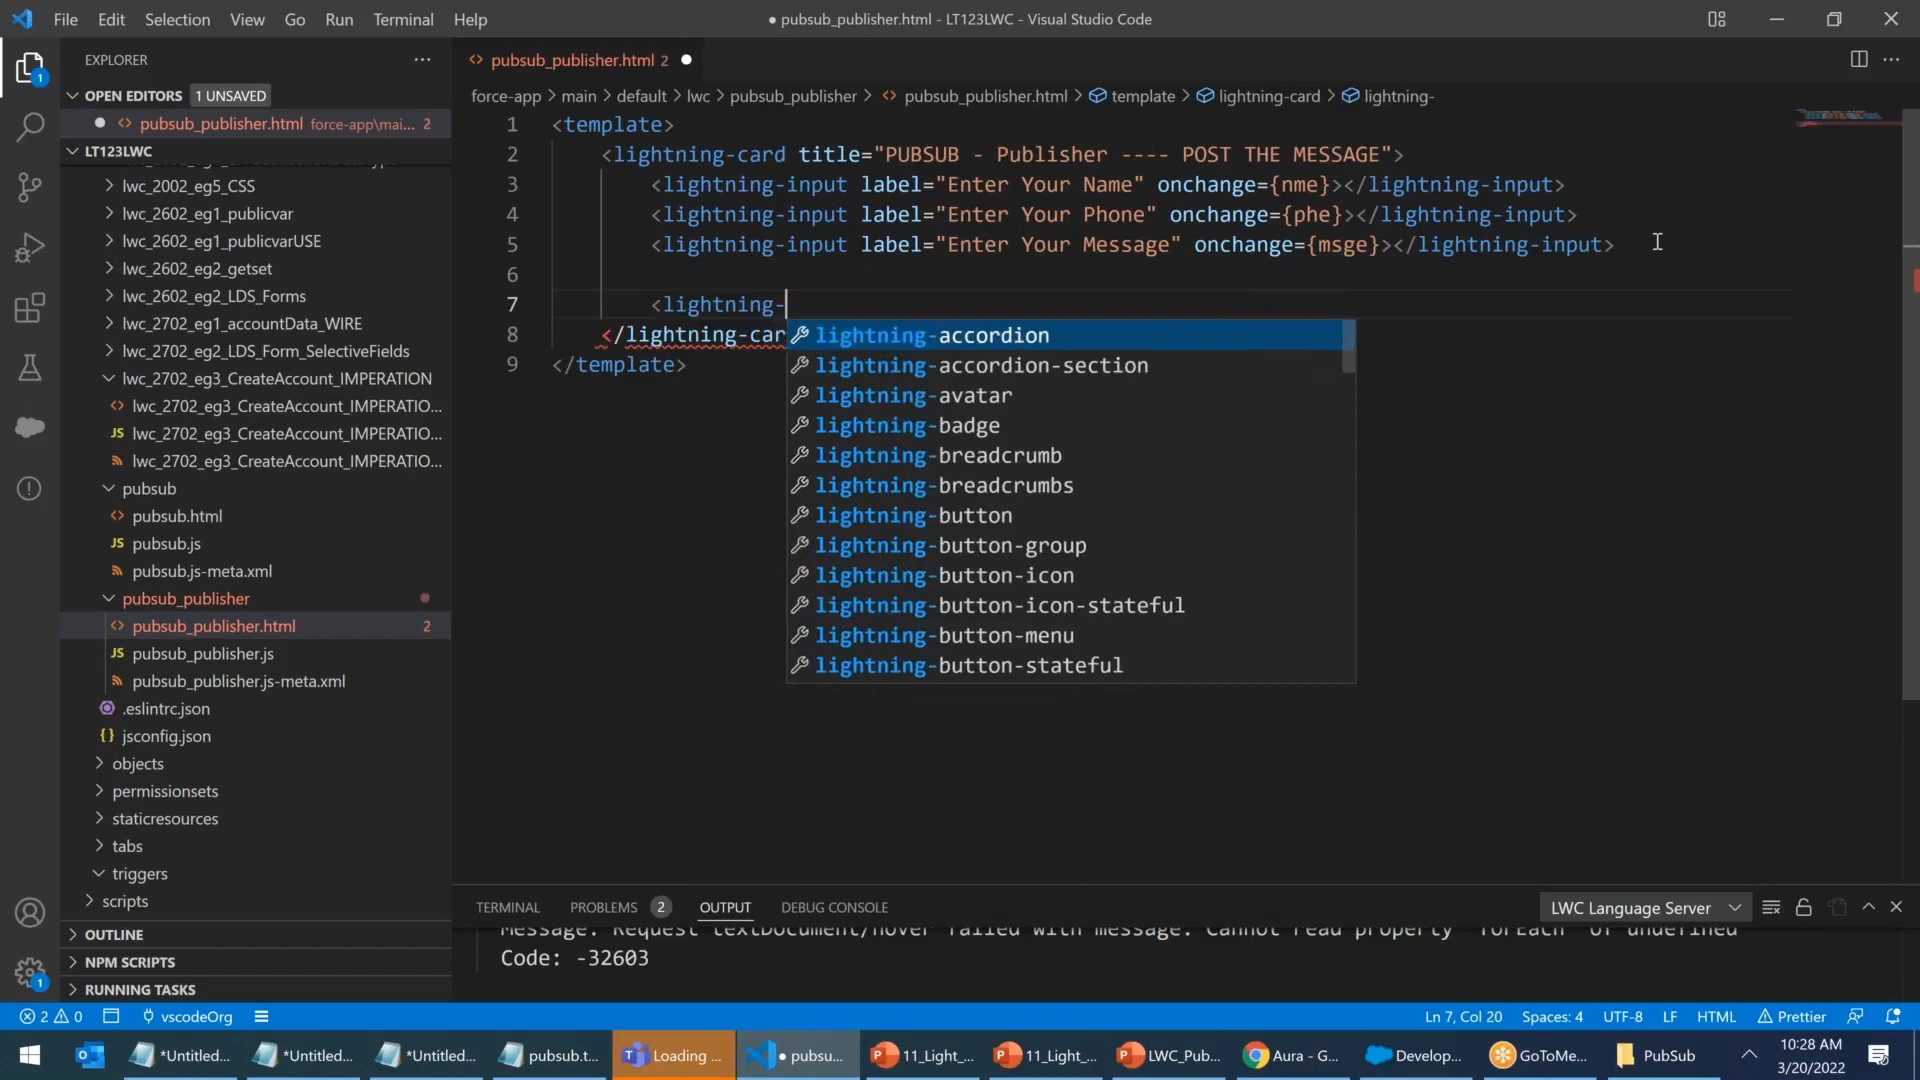 File Edit Selection View Go Run Terminal Help
● pubsub_publisher.html - LT123LWC - Visual Studio Code
EXPLORER
OPEN EDITORS 1 UNSAVED
pubsub_publisher.html force-app\mai... 2
LT123LWC
lwc_2002_eg5_CSS
lwc_2602_eg1_publicvar
lwc_2602_eg1_publicvarUSE
lwc_2602_eg2_getset
lwc_2602_eg2_LDS_Forms
lwc_2702_eg1_accountData_WIRE
lwc_2702_eg2_LDS_Form_SelectiveFields
lwc_2702_eg3_CreateAccount_IMPERATION
lwc_2702_eg3_CreateAccount_IMPERATIO...
JS lwc_2702_eg3_CreateAccount_IMPERATIO...
lwc_2702_eg3_CreateAccount_IMPERATIO...
pubsub
pubsub.html
JS pubsub.js
pubsub.js-meta.xml
pubsub_publisher
pubsub_publisher.html 2
JS pubsub_publisher.js
pubsub_publisher.js-meta.xml
.eslintrc.json
{} jsconfig.json
objects
permissionsets
staticresources
tabs
triggers
scripts
OUTLINE
NPM SCRIPTS
RUNNING TASKS
pubsub_publisher.html 2
force-app > main > default > lwc > pubsub_publisher > pubsub_publisher.html > template > lightning-card > lightning-
1 <template>
2 <lightning-card title="PUBSUB - Publisher ---- POST THE MESSAGE">
3 <lightning-input label="Enter Your Name" onchange={nme}></lightning-input>
4 <lightning-input label="Enter Your Phone" onchange={phe}></lightning-input>
5 <lightning-input label="Enter Your Message" onchange={msge}></lightning-input>
6
7 <lightning-
8 </lightning-car
9 </template>
lightning-accordion
lightning-accordion-section
lightning-avatar
lightning-badge
lightning-breadcrumb
lightning-breadcrumbs
lightning-button
lightning-button-group
lightning-button-icon
lightning-button-icon-stateful
lightning-button-menu
lightning-button-stateful
TERMINAL PROBLEMS 2 OUTPUT DEBUG CONSOLE
LWC Language Server
Message: Request textDocument/hover failed with message: Cannot read property 'forEach' of undefined
Code: -32603
2 0 vscodeOrg
Ln 7, Col 20 Spaces: 4 UTF-8 LF HTML Prettier
*Untitled... *Untitled... *Untitled... pubsub.t... Loading ... ● pubsu... 11_Light_... 11_Light_... LWC_Pub... Aura - G... Develop... GoToMe... PubSub
10:28 AM
3/20/2022